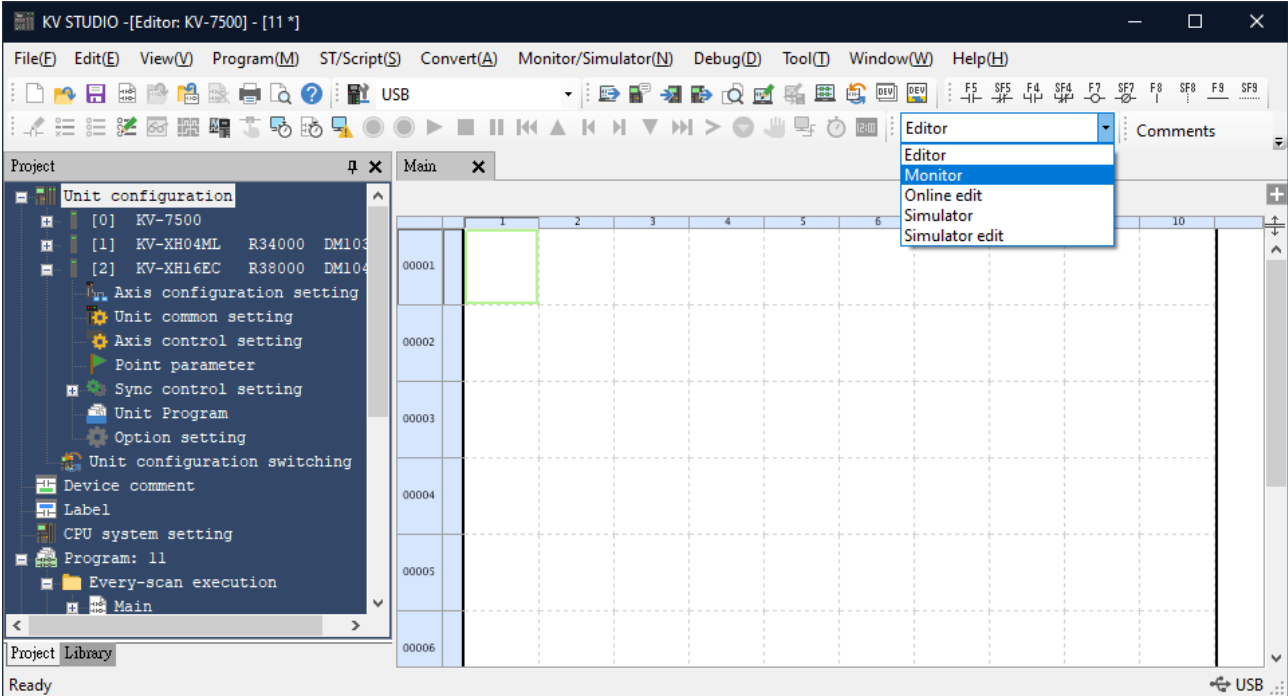 KV STUDIO -[Editor: KV-7500] - [11 *]
File(F) Edit(E) View(V) Program(M) ST/Script(S) Convert(A) Monitor/Simulator(N) Debug(D) Tool(T) Window(W) Help(H)
USB
F5 SF5 F4 SF4 F7 SF7 F8 SF8 F9 SF9
Editor
Comments
Editor
Monitor
Online edit
Simulator
Simulator edit
Project
Unit configuration
[0] KV-7500
[1] KV-XH04ML R34000 DM103
[2] KV-XH16EC R38000 DM104
Axis configuration setting
Unit common setting
Axis control setting
Point parameter
Sync control setting
Unit Program
Option setting
Unit configuration switching
Device comment
Label
CPU system setting
Program: 11
Every-scan execution
Main
Project Library
Main
1 2 3 4 5 6 10
00001
00002
00003
00004
00005
00006
Ready
USB